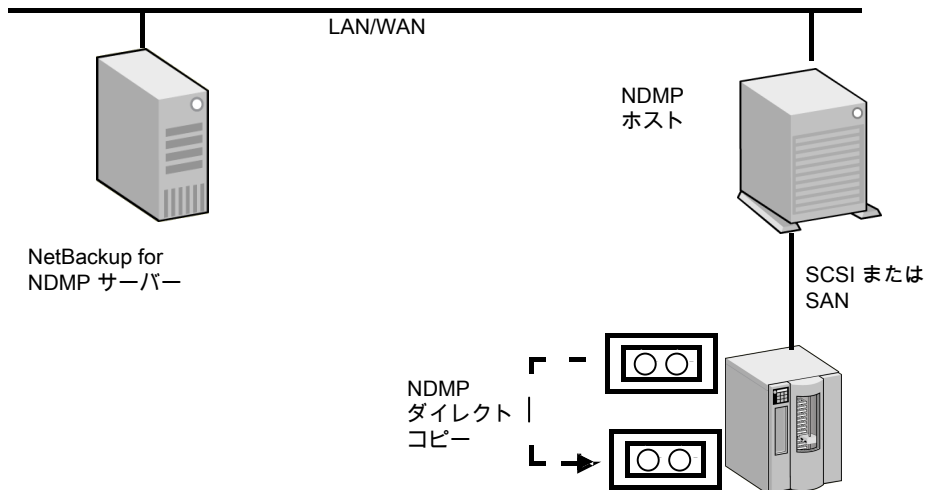 LAN/WAN
NDMP
ホスト
NetBackup for
NDMP サーバー
SCSI または
SAN
NDMP
ダイレクト
コピー